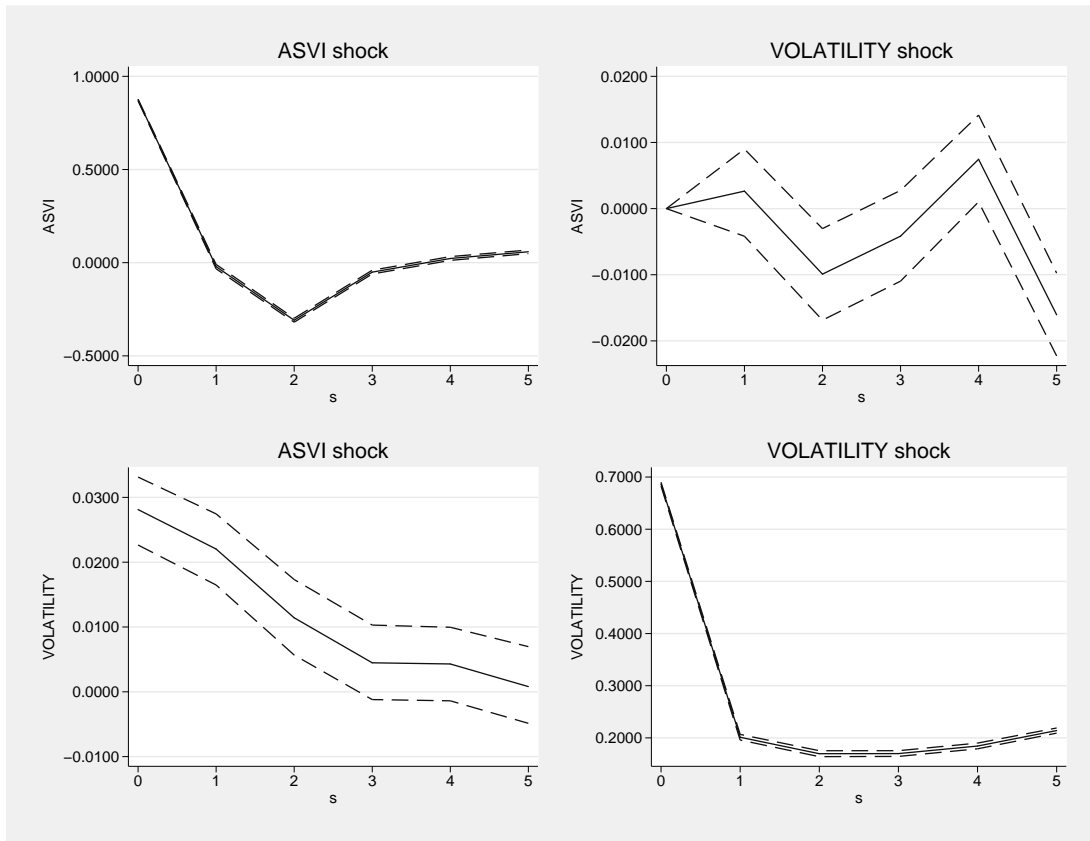 ASVI shock
1.0000
0.5000
0.0000
−0.5000
ASVI
0 1 2 3 4 5
s
VOLATILITY shock
0.0200
0.0100
0.0000
−0.0100
−0.0200
ASVI
0 1 2 3 4 5
s
ASVI shock
0.0300
0.0200
0.0100
0.0000
−0.0100
VOLATILITY
0 1 2 3 4 5
s
VOLATILITY shock
0.7000
0.6000
0.5000
0.4000
0.3000
0.2000
VOLATILITY
0 1 2 3 4 5
s